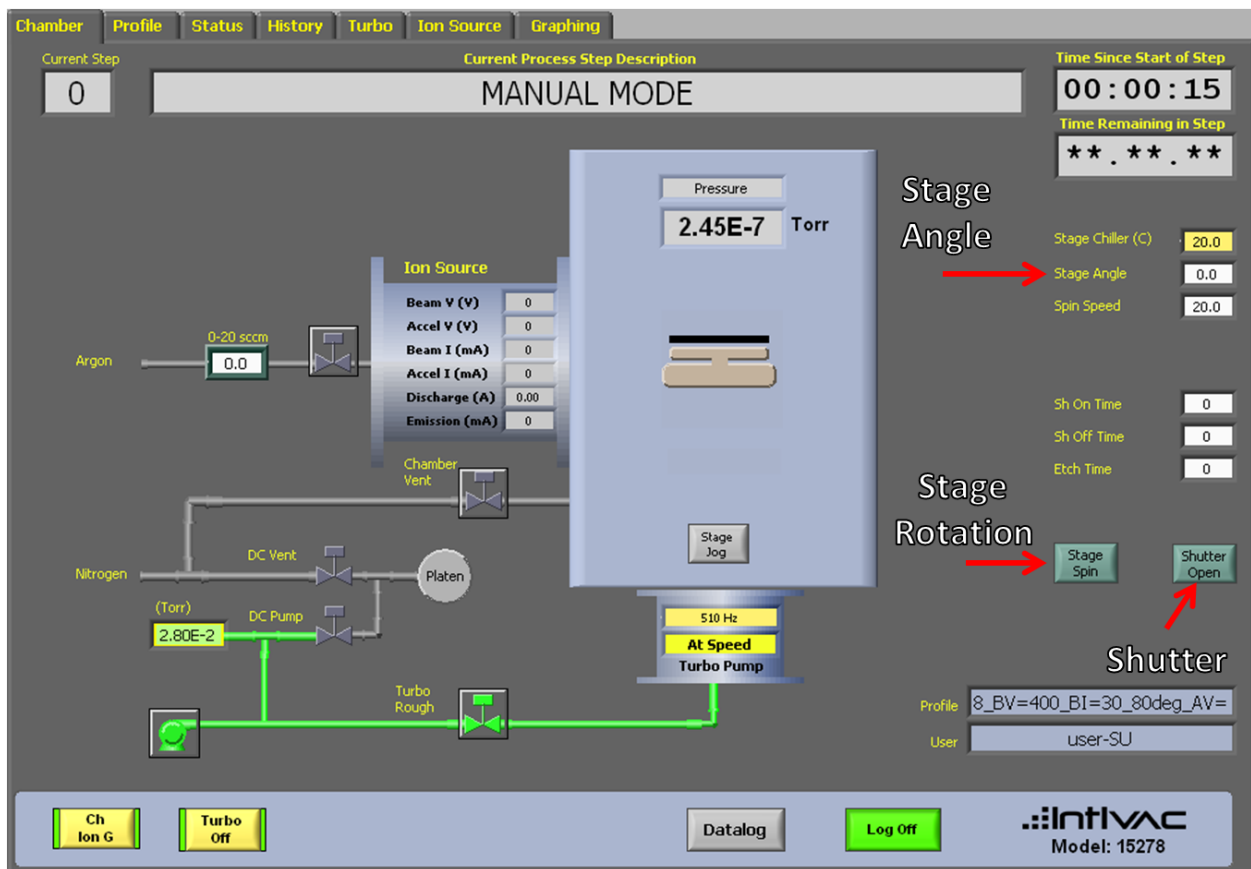 Chamber
Profile
Status
History
Turbo
Ion Source
Graphing
Current Step
0
Current Process Step Description
MANUAL MODE
Time Since Start of Step
00:00:15
Time Remaining in Step
**.**.**
Pressure
2.45E-7 Torr
Stage
Angle
Stage Chiller (C) 20.0
Stage Angle 0.0
Spin Speed 20.0
Ion Source
Beam V (V) 0
Accel V (V) 0
Beam I (mA) 0
Accel I (mA) 0
Discharge (A) 0.00
Emission (mA) 0
0-20 sccm
Argon 0.0
Sh On Time 0
Sh Off Time 0
Etch Time 0
Chamber
Vent
Stage
Rotation
Stage
Jog
Stage
Spin
Shutter
Open
Shutter
DC Vent
Nitrogen
Platen
(Torr)
2.80E-2
DC Pump
510 Hz
At Speed
Turbo Pump
Turbo
Rough
Profile 8_BV=400_BI=30_80deg_AV=
User user-SU
Ch
Ion G
Turbo
Off
Datalog
Log Off
IntlVAC
Model: 15278